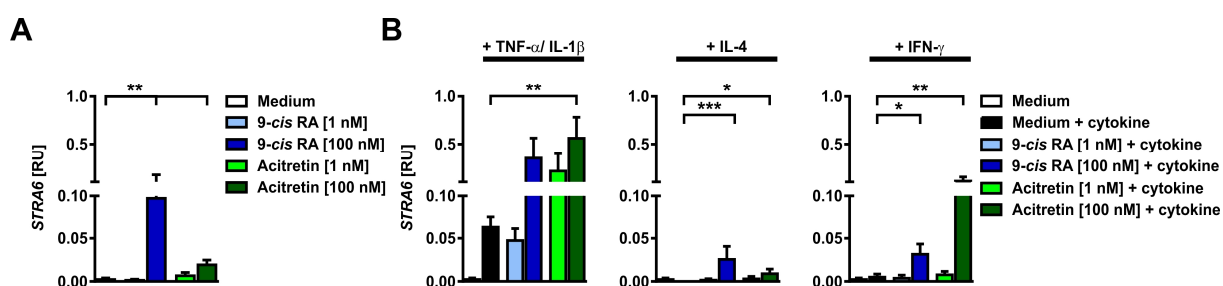 A
B
+ TNF-α/ IL-1β
+ IL-4
+ IFN-γ
STRA6 [RU]
1.0
0.5
0.10
0.05
0.00
**
Medium
9-cis RA [1 nM]
9-cis RA [100 nM]
Acitretin [1 nM]
Acitretin [100 nM]
STRA6 [RU]
1.0
0.5
0.10
0.05
0.00
**
1.0
0.5
0.10
0.05
0.00
*
***
1.0
0.5
0.10
0.05
0.00
**
*
Medium
Medium + cytokine
9-cis RA [1 nM] + cytokine
9-cis RA [100 nM] + cytokine
Acitretin [1 nM] + cytokine
Acitretin [100 nM] + cytokine